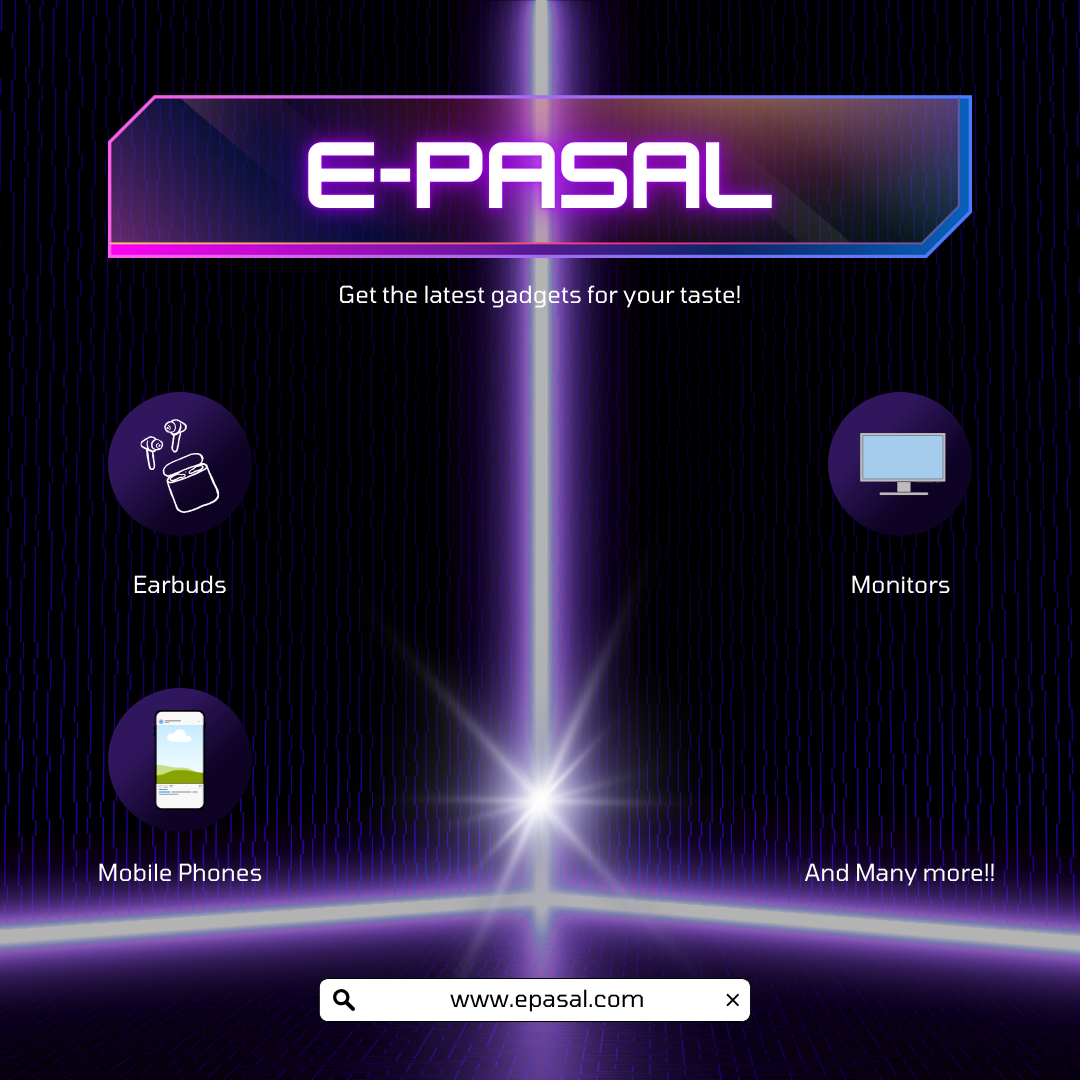 E-PASAL
Get the latest gadgets for your taste!
Earbuds
Monitors
Mobile Phones
And Many more!!
www.epasal.com